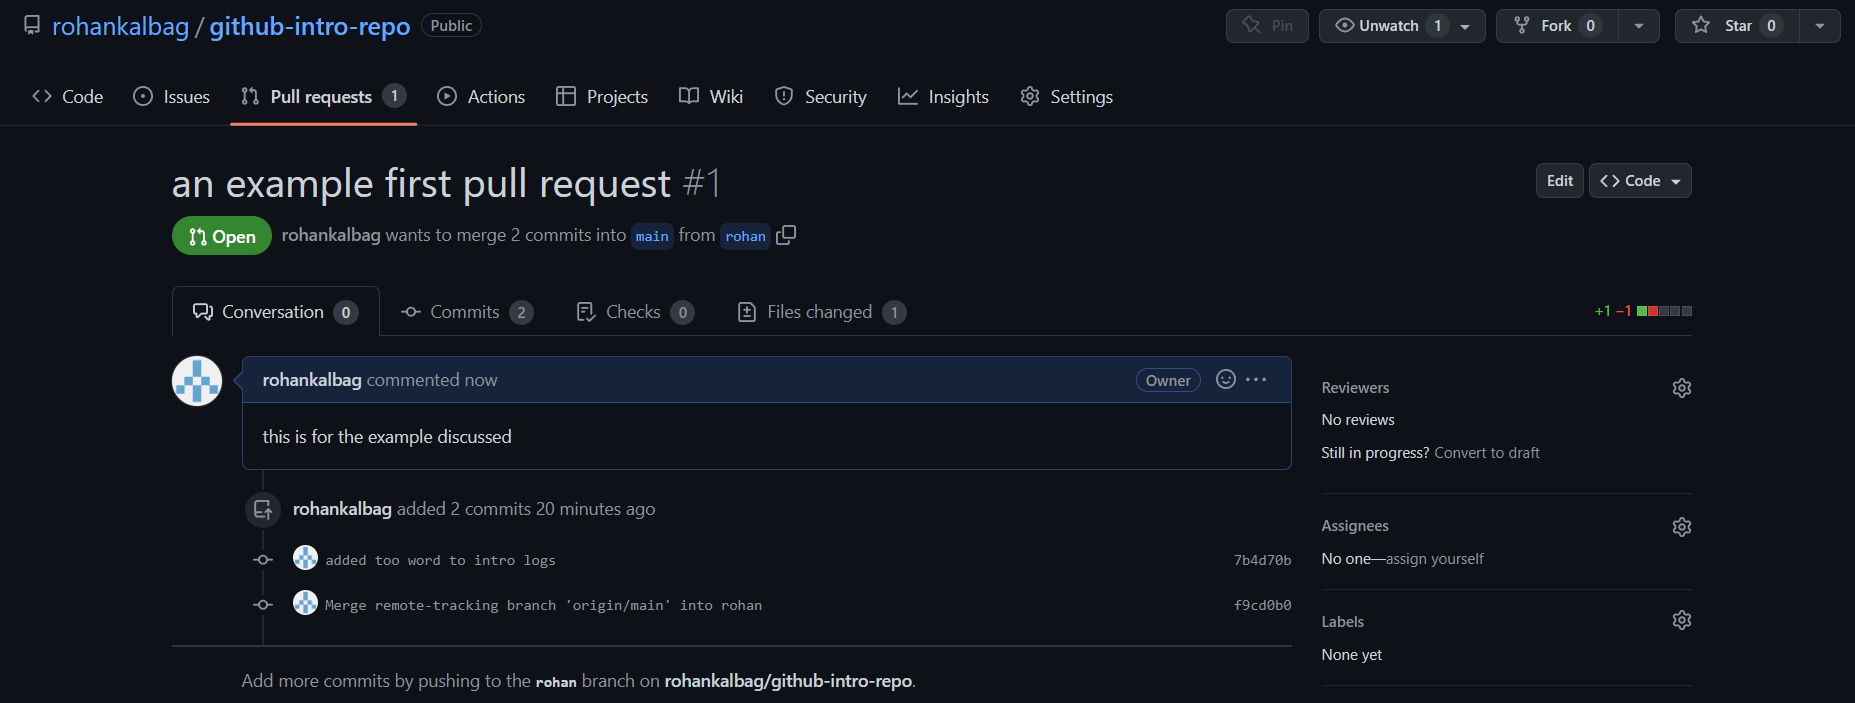 rohankalbag / github-intro-repo Public Pin Unwatch 1 Fork 0 Star 0
Code Issues Pull requests 1 Actions Projects Wiki Security Insights Settings
an example first pull request #1 Edit Code
Open rohankalbag wants to merge 2 commits into main from rohan
Conversation 0 Commits 2 Checks 0 Files changed 1 +1 −1
rohankalbag commented now Owner
this is for the example discussed
rohankalbag added 2 commits 20 minutes ago
added too word to intro logs 7b4d70b
Merge remote-tracking branch 'origin/main' into rohan f9cd0b0
Add more commits by pushing to the rohan branch on rohankalbag/github-intro-repo.
Reviewers
No reviews
Still in progress? Convert to draft
Assignees
No one—assign yourself
Labels
None yet